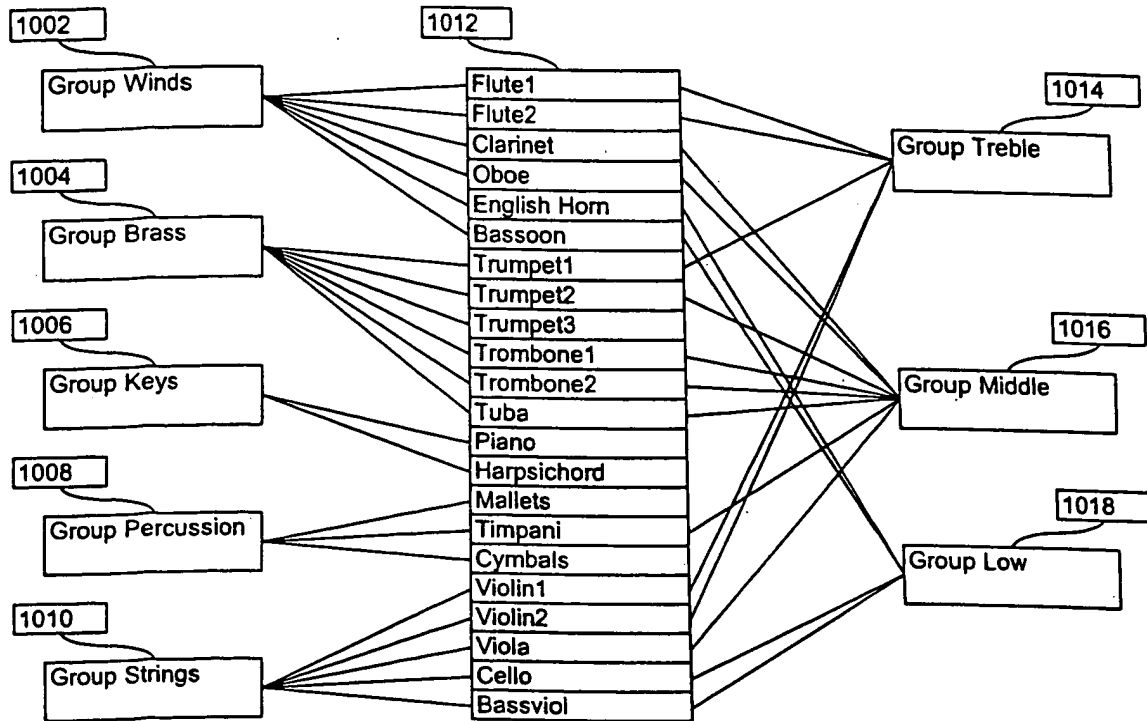 1002
Group Winds
1004
Group Brass
1006
Group Keys
1008
Group Percussion
1010
Group Strings
1012
Flute1
Flute2
Clarinet
Oboe
English Horn
Bassoon
Trumpet1
Trumpet2
Trumpet3
Trombone1
Trombone2
Tuba
Piano
Harpsichord
Mallets
Timpani
Cymbals
Violin1
Violin2
Viola
Cello
Bassviol
1014
Group Treble
1016
Group Middle
1018
Group Low